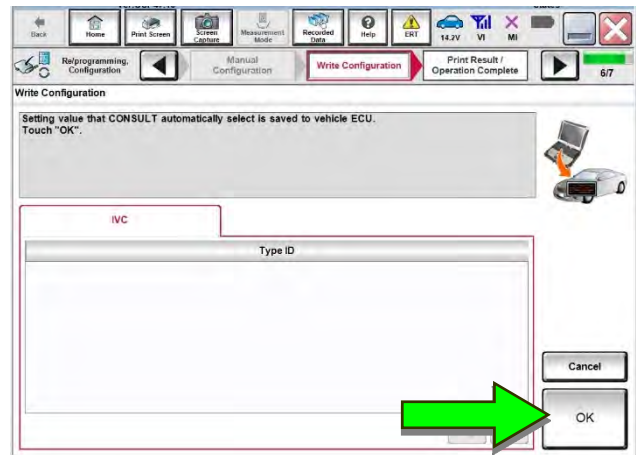 Back
Home
Print Screen
Screen
Capture
Measurement
Mode
Recorded
Data
Help
ERT
14.2V
VI
MI
Re/programming,
Configuration
Manual
Configuration
Write Configuration
Print Result /
Operation Complete
6/7
Write Configuration
Setting value that CONSULT automatically select is saved to vehicle ECU.
Touch "OK".
IVC
Type ID
Cancel
OK